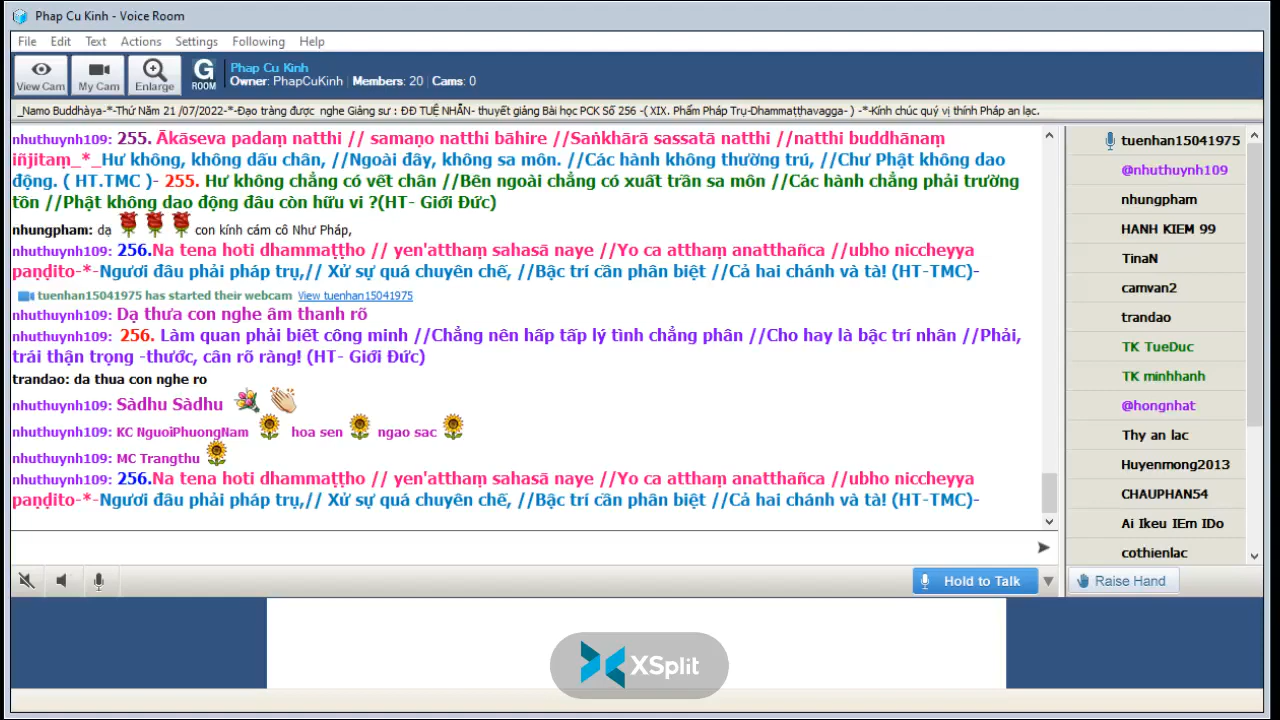 Phap Cu Kinh - Voice Room
File Edit Text Actions Settings Following Help
View Cam My Cam Enlarge G ROOM
Phap Cu Kinh
Owner: PhapCuKinh Members: 20 Cams: 0
_Namo Buddhàya-*-Thứ Năm 21 /07/2022-*-Đạo tràng được nghe Giảng sư : ĐĐ TUỆ NHẪN- thuyết giảng Bài học PCK Số 256 -( XIX. Phẩm Pháp Trụ-Dhammaṭṭhavagga- ) -*-Kính chúc quý vị thính Pháp an lạc.
nhuthuynh109: 255. Ākāseva padaṃ natthi // samaṇo natthi bāhire //Saṅkhārā sassatā natthi //natthi buddhānaṃ
iñjitaṃ_*_Hư không, không dấu chân, //Ngoài đây, không sa môn. //Các hành không thường trú, //Chư Phật không dao
động. ( HT.TMC )- 255. Hư không chẳng có vết chân //Bên ngoài chẳng có xuất trần sa môn //Các hành chẳng phải trường
tồn //Phật không dao động đâu còn hữu vi ?(HT- Giới Đức)
nhungpham: dạ con kính cám cô Như Pháp,
nhuthuynh109: 256.Na tena hoti dhammaṭṭho // yen'atthaṃ sahasā naye //Yo ca atthaṃ anatthañca //ubho niccheyya
paṇḍito-*-Ngươi đâu phải pháp trụ,// Xử sự quá chuyên chế, //Bậc trí cần phân biệt //Cả hai chánh và tà! (HT-TMC)-
tuenhan15041975 has started their webcam View tuenhan15041975
nhuthuynh109: Dạ thưa con nghe âm thanh rõ
nhuthuynh109: 256. Làm quan phải biết công minh //Chẳng nên hấp tấp lý tình chẳng phân //Cho hay là bậc trí nhân //Phải,
trái thận trọng -thước, cân rõ ràng! (HT- Giới Đức)
trandao: da thua con nghe ro
nhuthuynh109: Sàdhu Sàdhu
nhuthuynh109: KC NguoiPhuongNam hoa sen ngao sac
nhuthuynh109: MC Trangthu
nhuthuynh109: 256.Na tena hoti dhammaṭṭho // yen'atthaṃ sahasā naye //Yo ca atthaṃ anatthañca //ubho niccheyya
paṇḍito-*-Ngươi đâu phải pháp trụ,// Xử sự quá chuyên chế, //Bậc trí cần phân biệt //Cả hai chánh và tà! (HT-TMC)-
Hold to Talk
tuenhan15041975
@nhuthuynh109
nhungpham
HANH KIEM 99
TinaN
camvan2
trandao
TK TueDuc
TK minhhanh
@hongnhat
Thy an lac
Huyenmong2013
CHAUPHAN54
Ai Ikeu IEm IDo
cothienlac
Raise Hand
XSplit